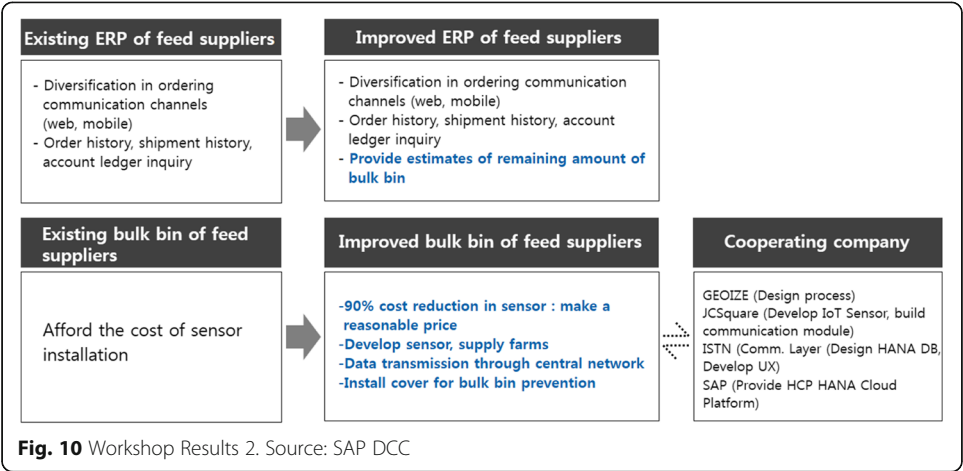 Existing ERP of feed suppliers
- Diversification in ordering
communication channels
(web, mobile)
- Order history, shipment history,
account ledger inquiry
Improved ERP of feed suppliers
- Diversification in ordering communication
channels (web, mobile)
- Order history, shipment history, account
ledger inquiry
- Provide estimates of remaining amount of
bulk bin
Existing bulk bin of feed
suppliers
Afford the cost of sensor
installation
Improved bulk bin of feed suppliers
-90% cost reduction in sensor : make a
reasonable price
-Develop sensor, supply farms
-Data transmission through central network
-Install cover for bulk bin prevention
Cooperating company
GEOIZE (Design process)
JCSquare (Develop IoT Sensor, build
communication module)
ISTN (Comm. Layer (Design HANA DB,
Develop UX)
SAP (Provide HCP HANA Cloud
Platform)
Fig. 10 Workshop Results 2. Source: SAP DCC